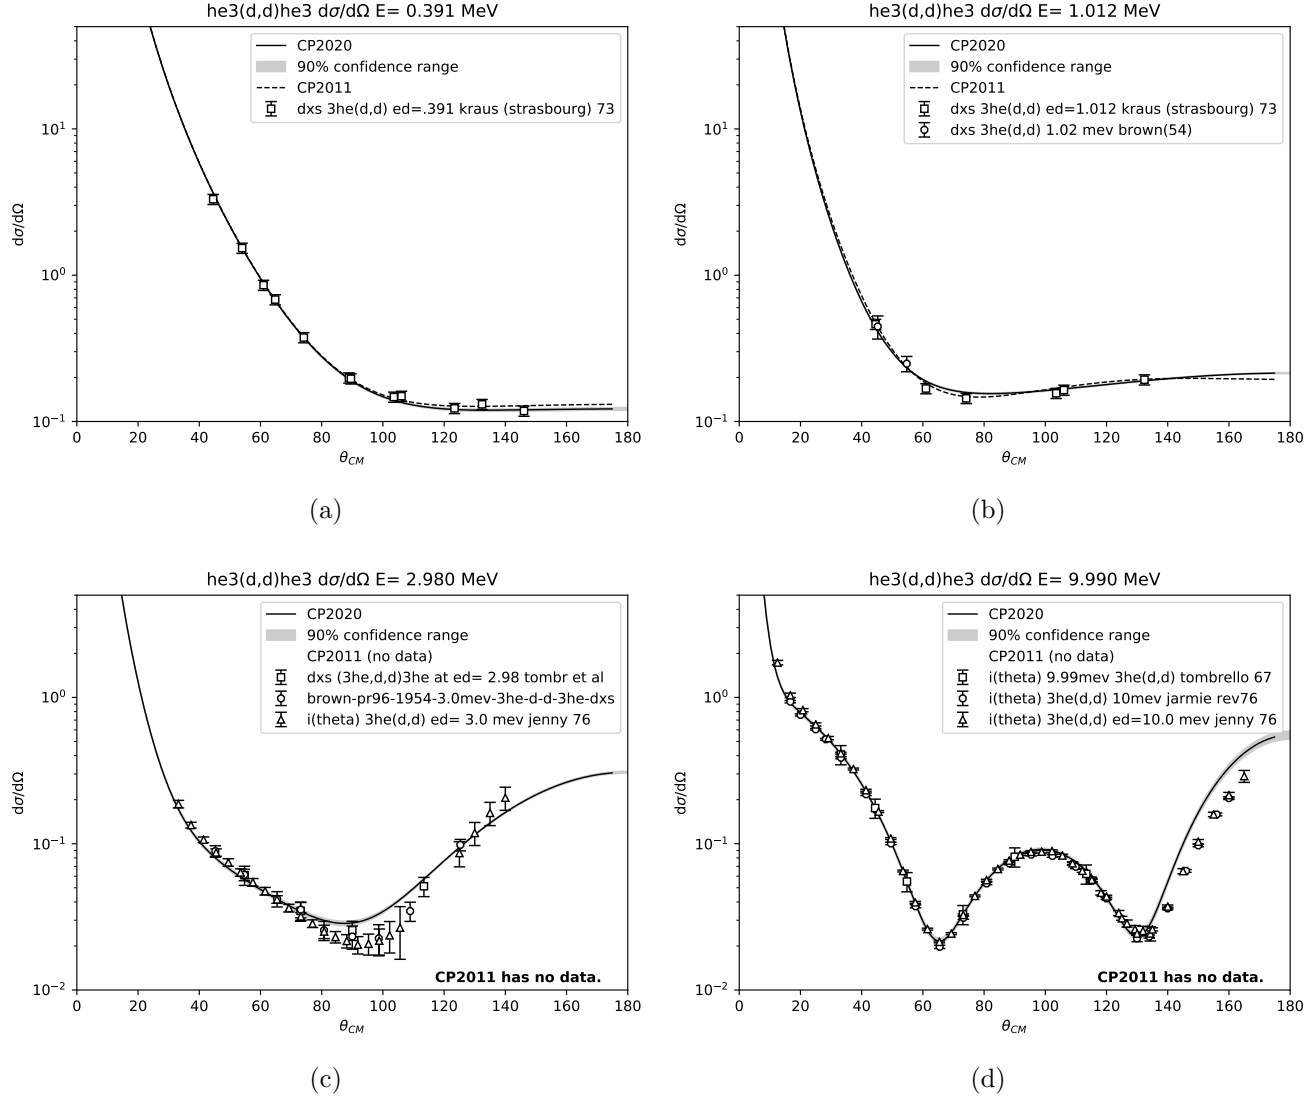 he3(d,d)he3 dσ/dΩ E= 0.391 MeV
CP2020
90% confidence range
CP2011
dxs 3he(d,d) ed=.391 kraus (strasbourg) 73
dσ/dΩ
10¹
10⁰
10⁻¹
0 20 40 60 80 100 120 140 160 180
θCM
(a)
he3(d,d)he3 dσ/dΩ E= 1.012 MeV
CP2020
90% confidence range
CP2011
dxs 3he(d,d) ed=1.012 kraus (strasbourg) 73
dxs 3he(d,d) 1.02 mev brown(54)
dσ/dΩ
10¹
10⁰
10⁻¹
0 20 40 60 80 100 120 140 160 180
θCM
(b)
he3(d,d)he3 dσ/dΩ E= 2.980 MeV
CP2020
90% confidence range
CP2011 (no data)
dxs (3he,d,d)3he at ed= 2.98 tombr et al
brown-pr96-1954-3.0mev-3he-d-d-3he-dxs
i(theta) 3he(d,d) ed= 3.0 mev jenny 76
dσ/dΩ
10⁰
10⁻¹
10⁻²
CP2011 has no data.
0 20 40 60 80 100 120 140 160 180
θCM
(c)
he3(d,d)he3 dσ/dΩ E= 9.990 MeV
CP2020
90% confidence range
CP2011 (no data)
i(theta) 9.99mev 3he(d,d) tombrello 67
i(theta) 3he(d,d) 10mev jarmie rev76
i(theta) 3he(d,d) ed=10.0 mev jenny 76
dσ/dΩ
10⁰
10⁻¹
10⁻²
CP2011 has no data.
0 20 40 60 80 100 120 140 160 180
θCM
(d)